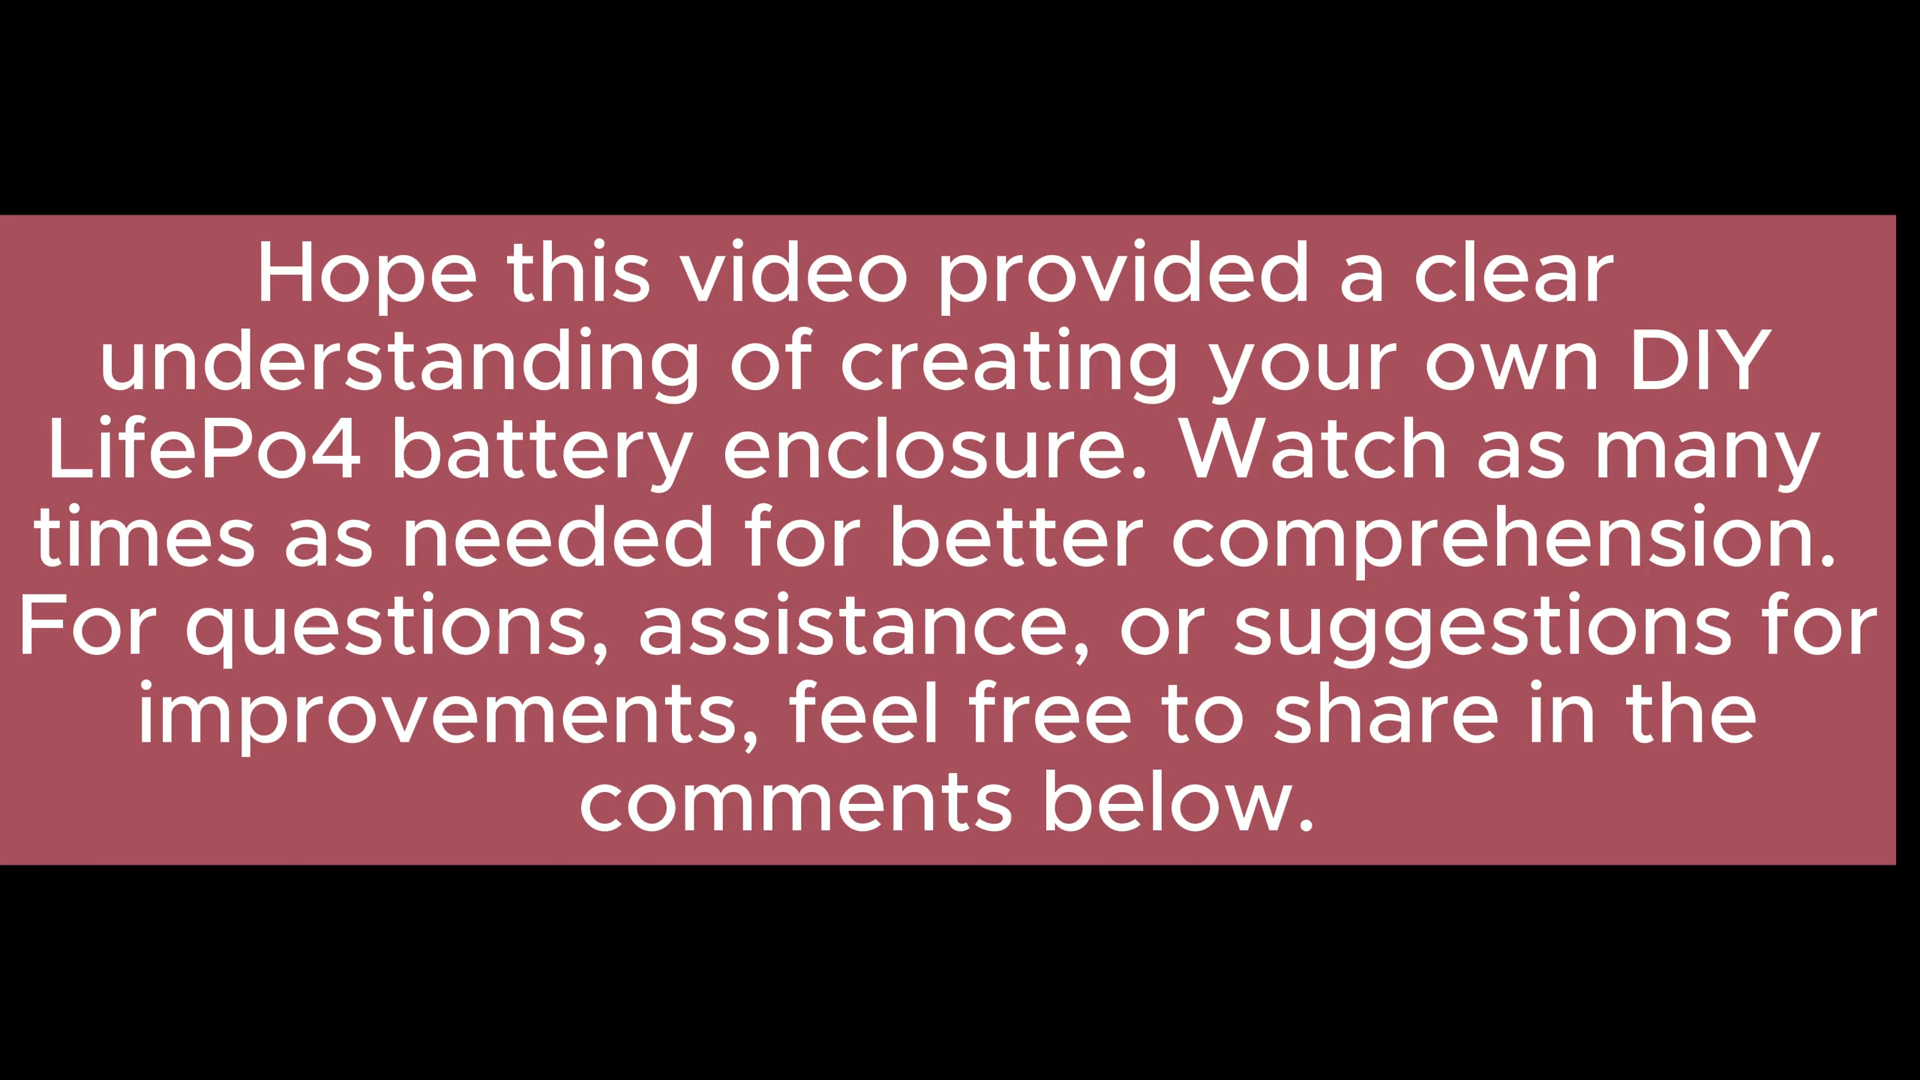 Hope this video provided a clear
understanding of creating your own DIY
LifePo4 battery enclosure. Watch as many
times as needed for better comprehension.
For questions, assistance, or suggestions for
improvements, feel free to share in the
comments below.